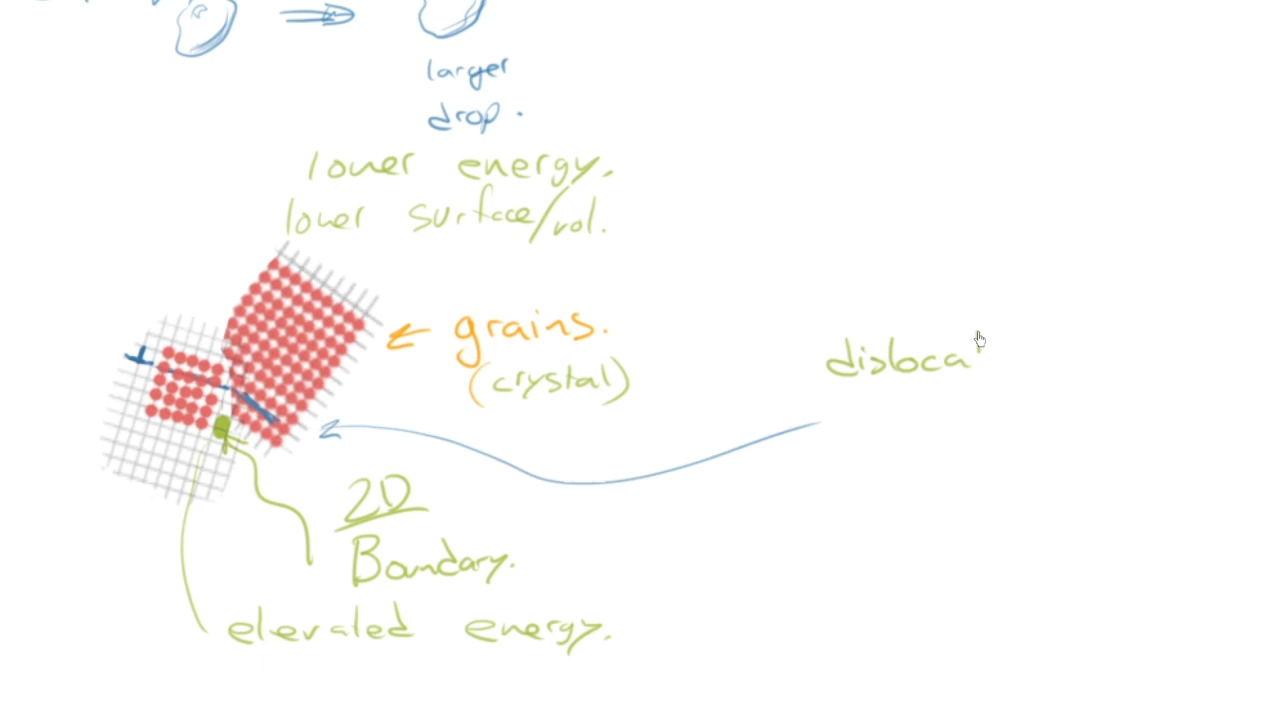 larger
drop.
lower energy.
lower surface/vol.
grains.
(crystal)
disloca
2D
Boundary.
elevated energy.